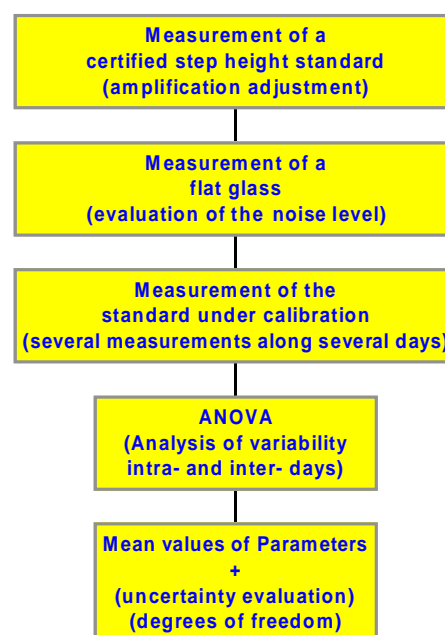 Measurement of a
certified step height standard
(amplification adjustment)
Measurement of a
flat glass
(evaluation of the noise level)
Measurement of the
standard under calibration
(several measurements along several days)
ANOVA
(Analysis of variability
intra- and inter- days)
Mean values of Parameters
+
(uncertainty evaluation)
(degrees of freedom)